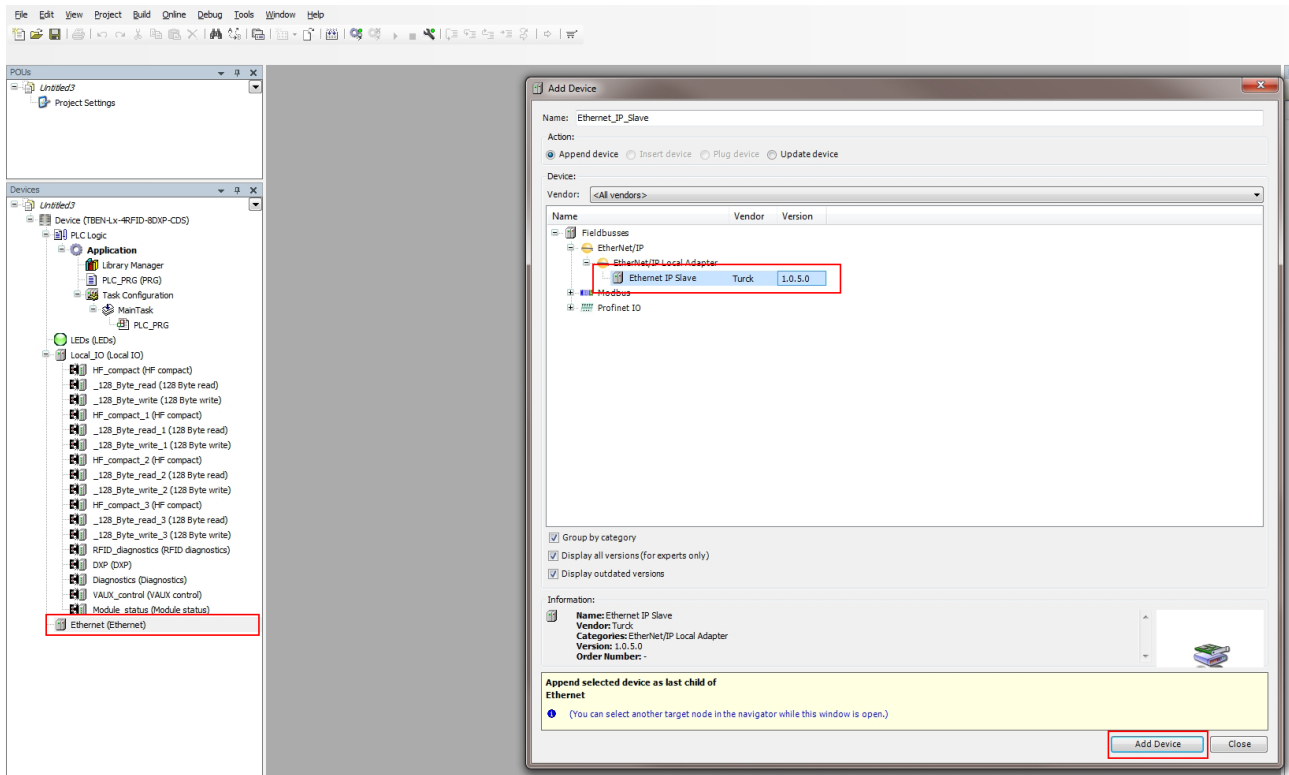 File Edit View Project Build Online Debug Tools Window Help
POUs
Untitled3
Project Settings
Devices
Untitled3
Device (TBEN-Lx-4RFID-8DXP-CDS)
PLC Logic
Application
Library Manager
PLC_PRG (PRG)
Task Configuration
MainTask
PLC_PRG
LEDs (LEDs)
Local_IO (Local IO)
HF_compact (HF compact)
_128_Byte_read (128 Byte read)
_128_Byte_write (128 Byte write)
HF_compact_1 (HF compact)
_128_Byte_read_1 (128 Byte read)
_128_Byte_write_1 (128 Byte write)
HF_compact_2 (HF compact)
_128_Byte_read_2 (128 Byte read)
_128_Byte_write_2 (128 Byte write)
HF_compact_3 (HF compact)
_128_Byte_read_3 (128 Byte read)
_128_Byte_write_3 (128 Byte write)
RFID_diagnostics (RFID diagnostics)
DXP (DXP)
Diagnostics (Diagnostics)
VAUX_control (VAUX control)
Module_status (Module status)
Ethernet (Ethernet)
Add Device
Name: Ethernet_IP_Slave
Action:
Append device Insert device Plug device Update device
Device:
Vendor: <All vendors>
Name Vendor Version
Fieldbusses
EtherNet/IP
EtherNet/IP Local Adapter
Ethernet IP Slave Turck 1.0.5.0
Modbus
Profinet IO
Group by category
Display all versions (for experts only)
Display outdated versions
Information:
Name: Ethernet IP Slave
Vendor: Turck
Categories: EtherNet/IP Local Adapter
Version: 1.0.5.0
Order Number: -
Append selected device as last child of
Ethernet
(You can select another target node in the navigator while this window is open.)
Add Device Close